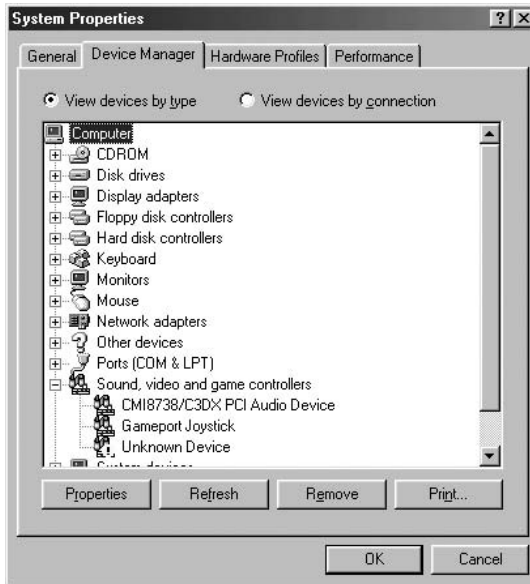 System Properties
General Device Manager Hardware Profiles Performance
View devices by type View devices by connection
Computer
CDROM
Disk drives
Display adapters
Floppy disk controllers
Hard disk controllers
Keyboard
Monitors
Mouse
Network adapters
Other devices
Ports (COM & LPT)
Sound, video and game controllers
CMI8738/C3DX PCI Audio Device
Gameport Joystick
Unknown Device
System devices
Properties Refresh Remove Print...
OK Cancel